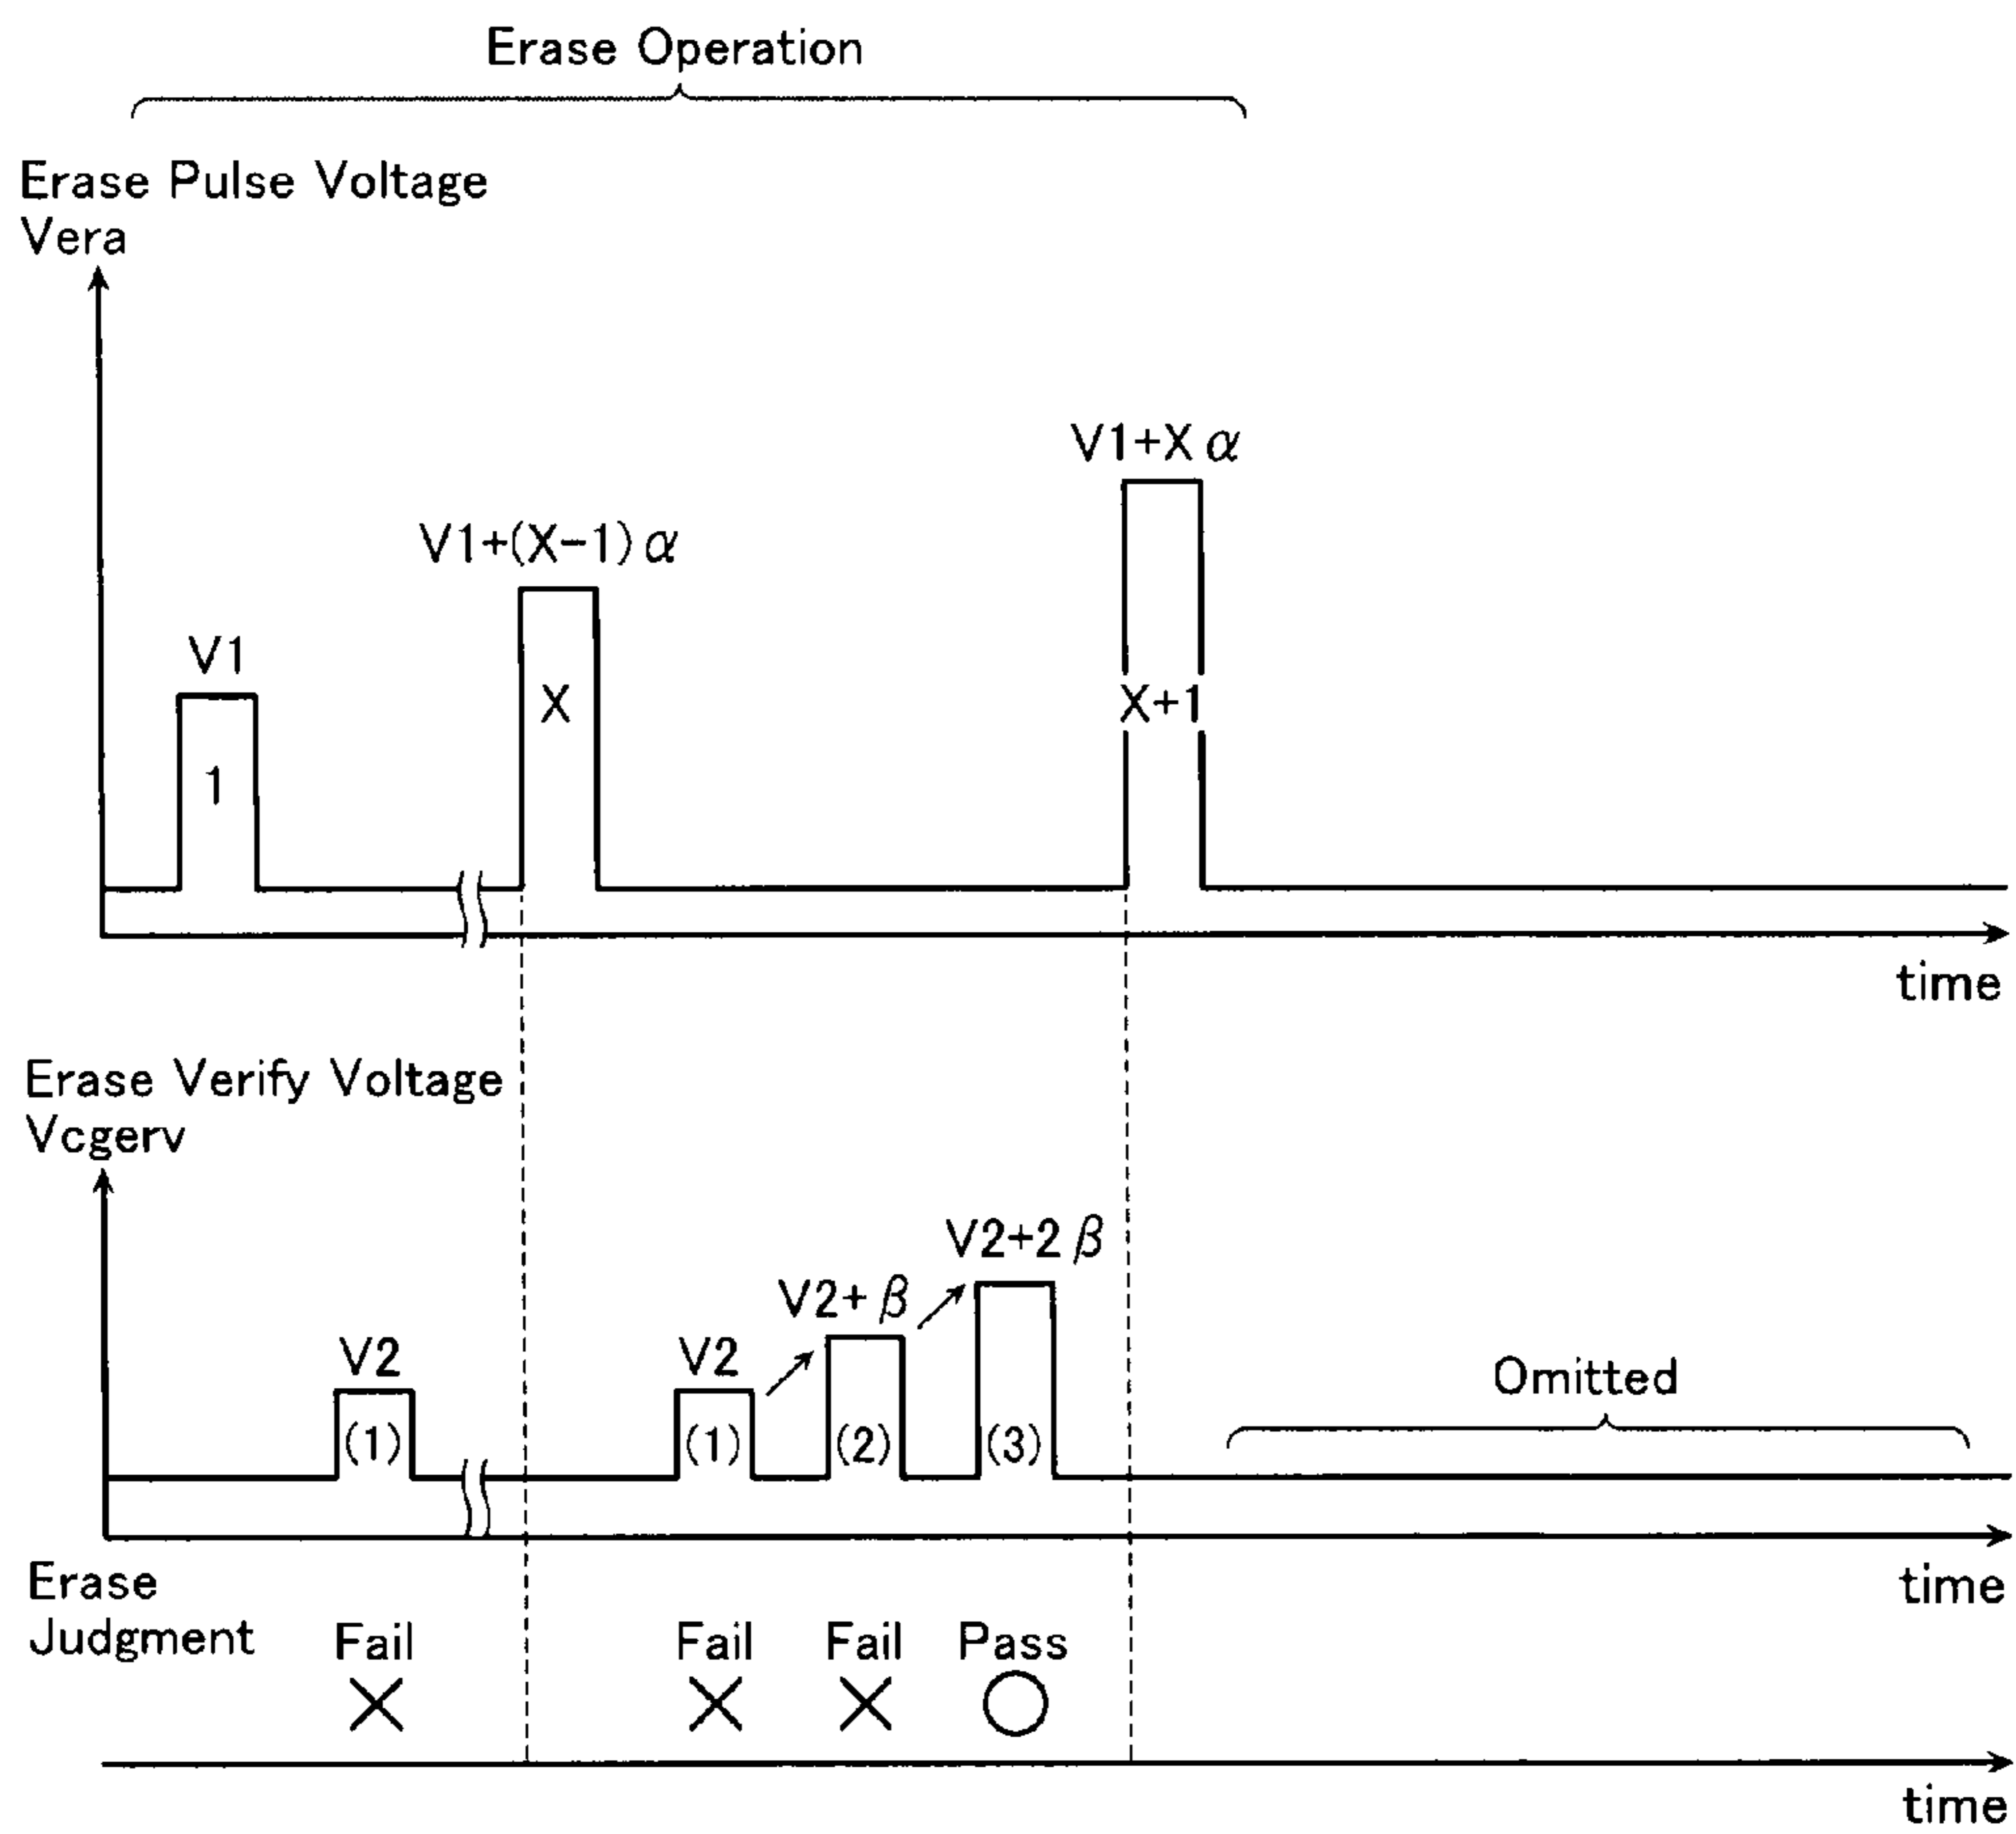 Erase Operation
Erase Pulse Voltage
Vera
V1+Xα
V1+(X-1)α
V1
X
X+1
1
time
Erase Verify Voltage
Vcgerv
V2+2β
V2+β
V2
V2
Omitted
(1)
(1)
(2)
(3)
time
Erase
Judgment
Fail
Fail
Fail
Pass
time